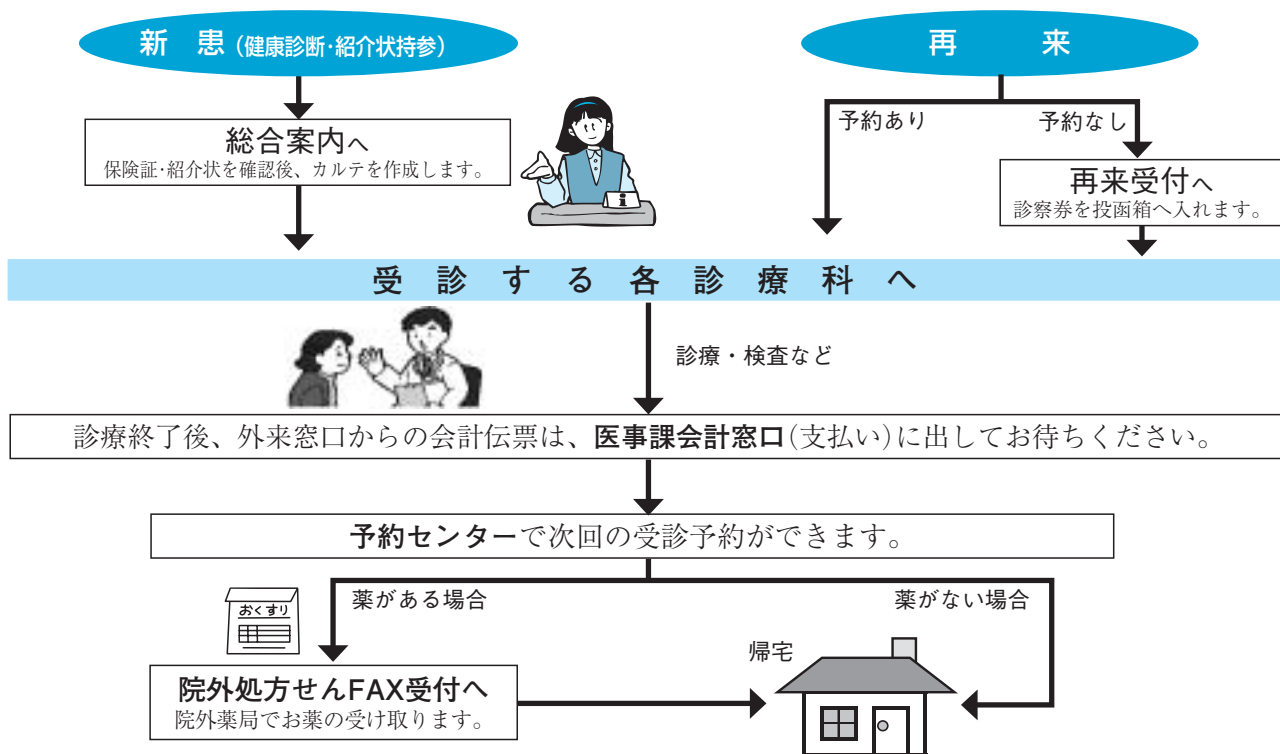 新患(健康診断・紹介状持参)
再来
総合案内へ
保険証・紹介状を確認後、カルテを作成します。
予約あり
予約なし
再来受付へ
診察券を投函箱へ入れます。
受診する各診療科へ
診療・検査など
診療終了後、外来窓口からの会計伝票は、医事課会計窓口(支払い)に出してお待ちください。
予約センターで次回の受診予約ができます。
おくすり
薬がある場合
薬がない場合
帰宅
院外処方せんFAX受付へ
院外薬局でお薬の受け取ります。